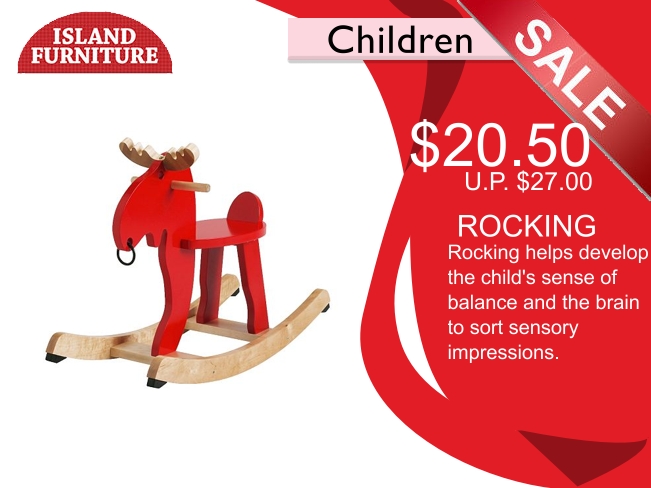 ISLAND
FURNITURE
Children
SALE
$20.50
U.P. $27.00
ROCKING
Rocking helps develop
the child's sense of
balance and the brain
to sort sensory
impressions.